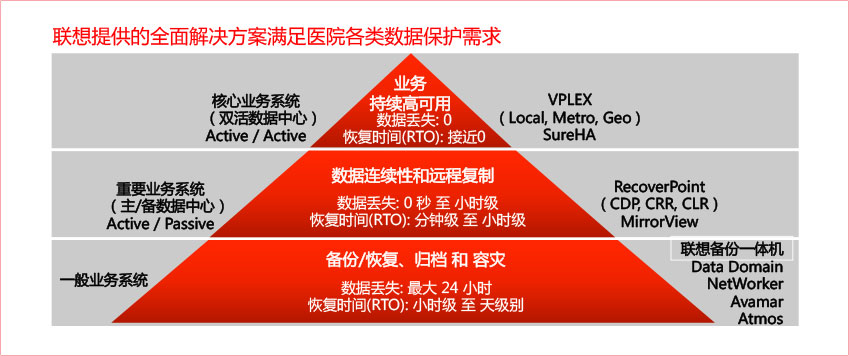 联想提供的全面解决方案满足医院各类数据保护需求
核心业务系统
（双活数据中心）
Active / Active
业务
持续高可用
数据丢失: 0
恢复时间(RTO): 接近0
VPLEX
（Local, Metro, Geo）
SureHA
重要业务系统
（主/备数据中心）
Active / Passive
数据连续性和远程复制
数据丢失: 0 秒 至 小时级
恢复时间(RTO): 分钟级 至 小时级
RecoverPoint
（CDP, CRR, CLR）
MirrorView
一般业务系统
备份/恢复、归档 和 容灾
数据丢失: 最大 24 小时
恢复时间(RTO): 小时级 至 天级别
联想备份一体机
Data Domain
NetWorker
Avamar
Atmos